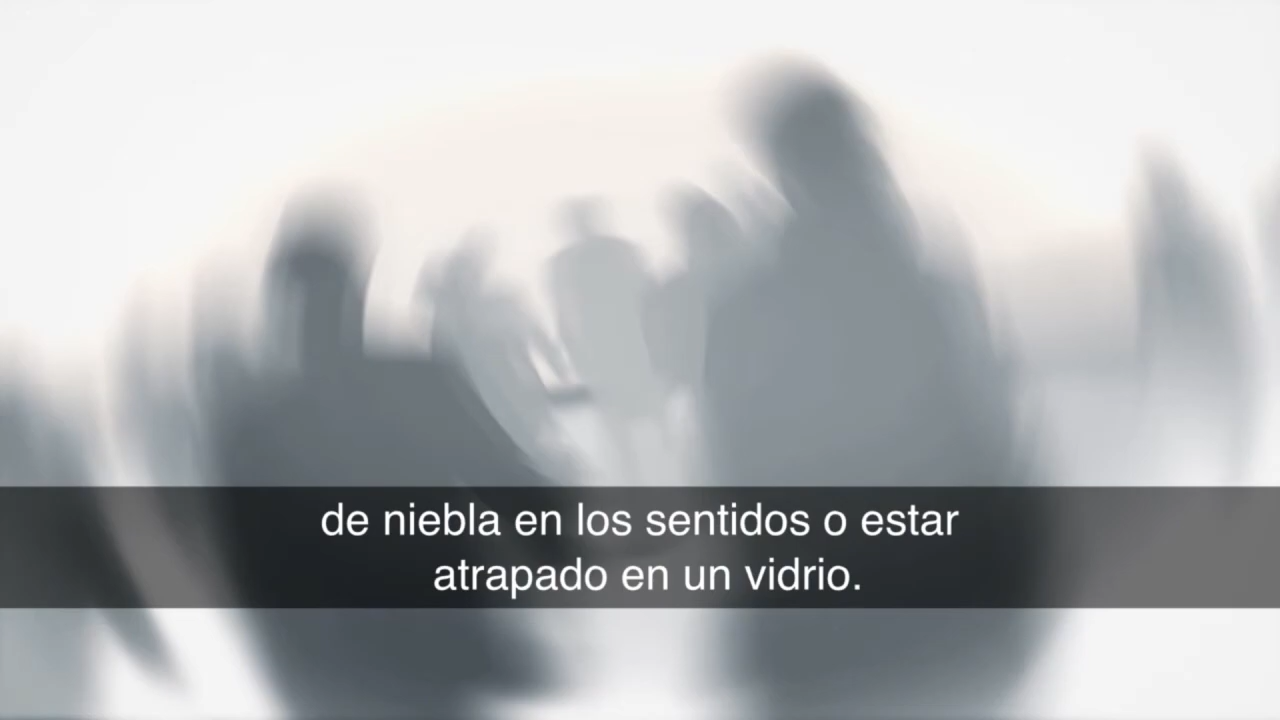 de niebla en los sentidos o estar
atrapado en un vidrio.